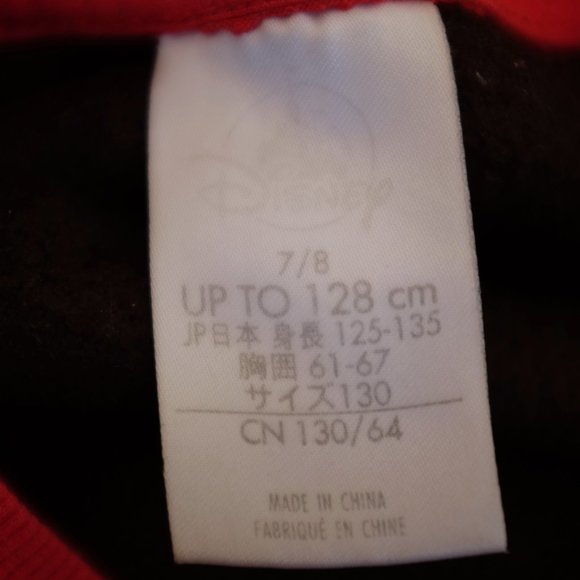 Disney
7/8
UP TO 128 cm
JP日本 身長 125-135
胸囲 61-67
サイズ130
CN 130/64
MADE IN CHINA
FABRIQUÉ EN CHINE